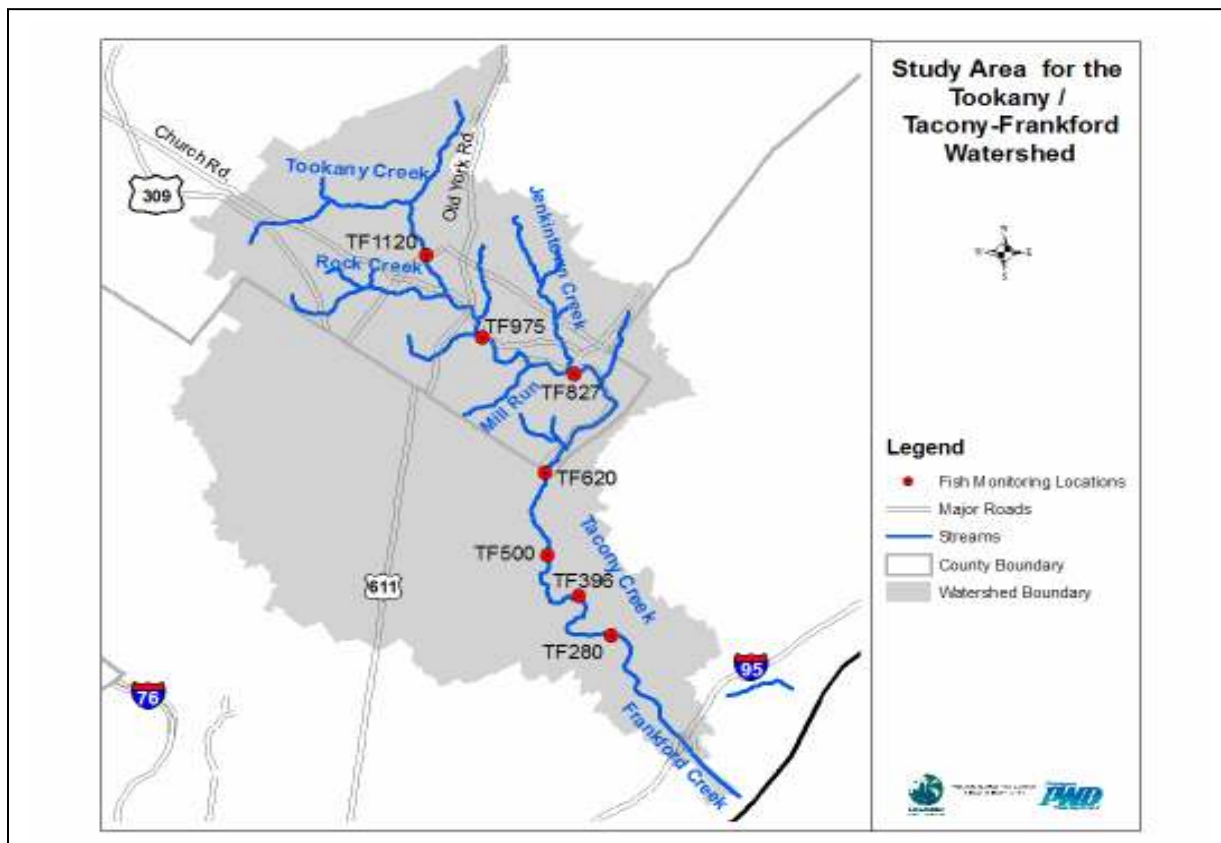 Study Area for the
Tookany /
Tacony-Frankford
Watershed
N
W
E
S
Church Rd.
309
Tookany Creek
Old York Rd.
Jenkintown Creek
TF1120
Rock Creek
TF975
TF827
Mill Run
TF620
TF500
Tacony Creek
TF396
611
TF280
95
76
Frankford Creek
Legend
Fish Monitoring Locations
Major Roads
Streams
County Boundary
Watershed Boundary
PWD